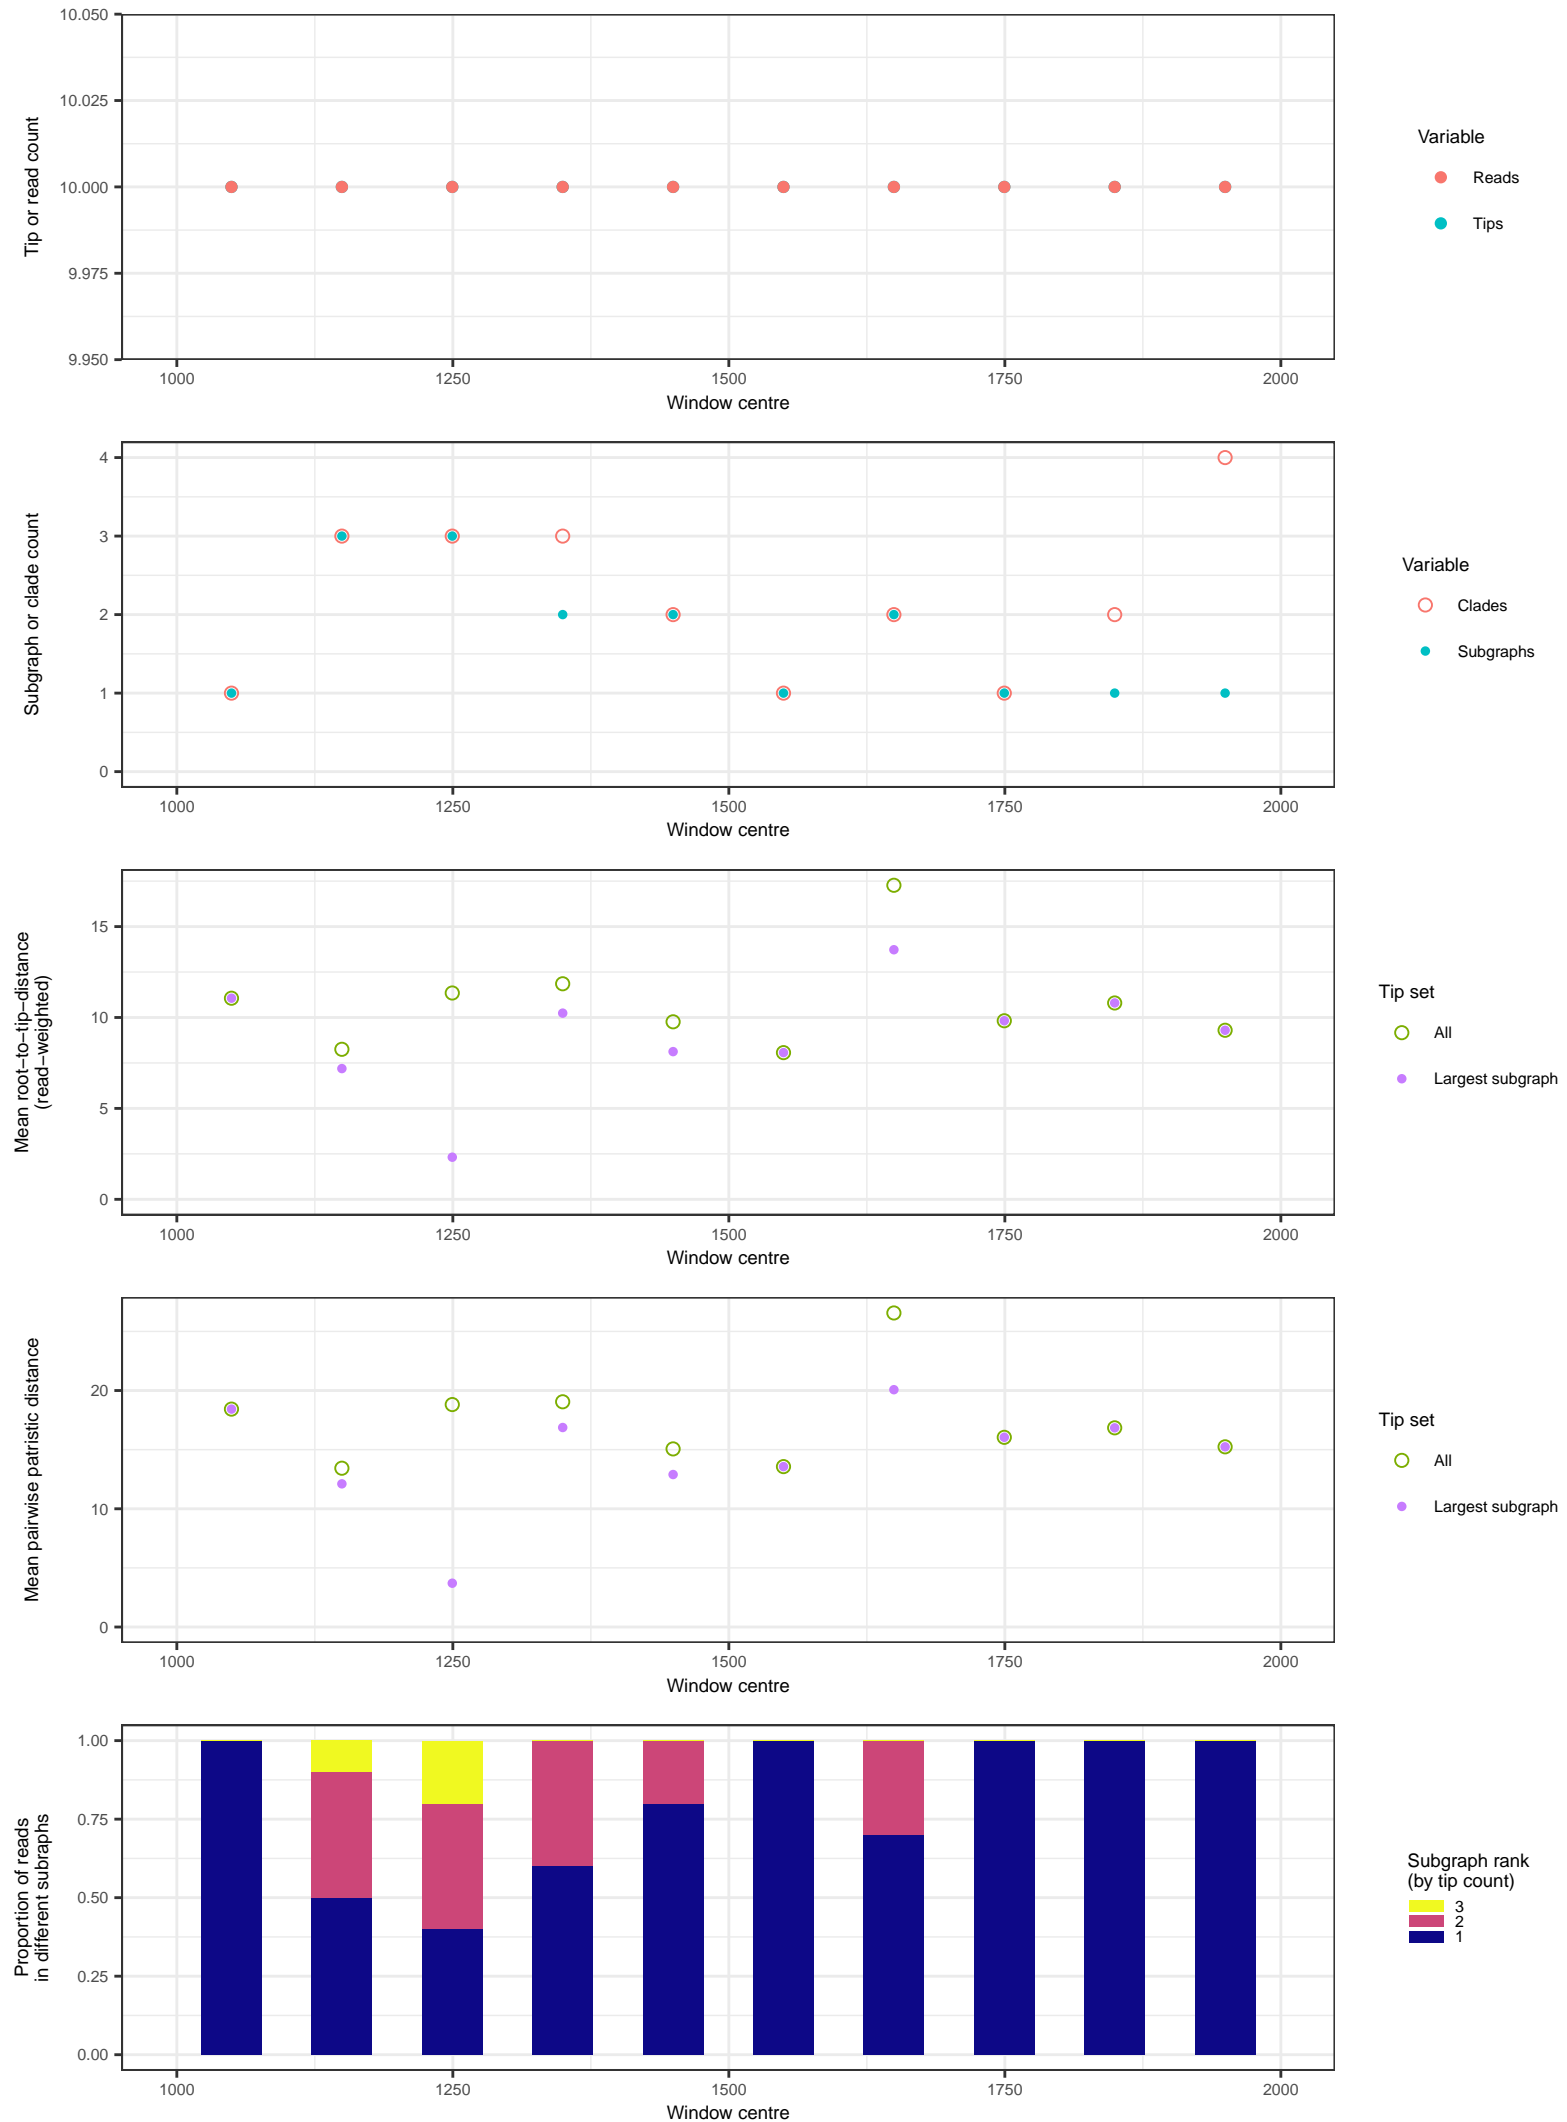 10.050
10.025
10.000
9.975
9.950
Tip or read count
1000 1250 1500 1750 2000
Window centre
Variable
Reads
Tips
4
3
2
1
0
Subgraph or clade count
1000 1250 1500 1750 2000
Window centre
Variable
Clades
Subgraphs
15
10
5
0
Mean root−to−tip−distance
(read−weighted)
1000 1250 1500 1750 2000
Window centre
Tip set
All
Largest subgraph
20
10
0
Mean pairwise patristic distance
1000 1250 1500 1750 2000
Window centre
Tip set
All
Largest subgraph
1.00
0.75
0.50
0.25
0.00
Proportion of reads
in different subraphs
1000 1250 1500 1750 2000
Window centre
Subgraph rank
(by tip count)
3
2
1